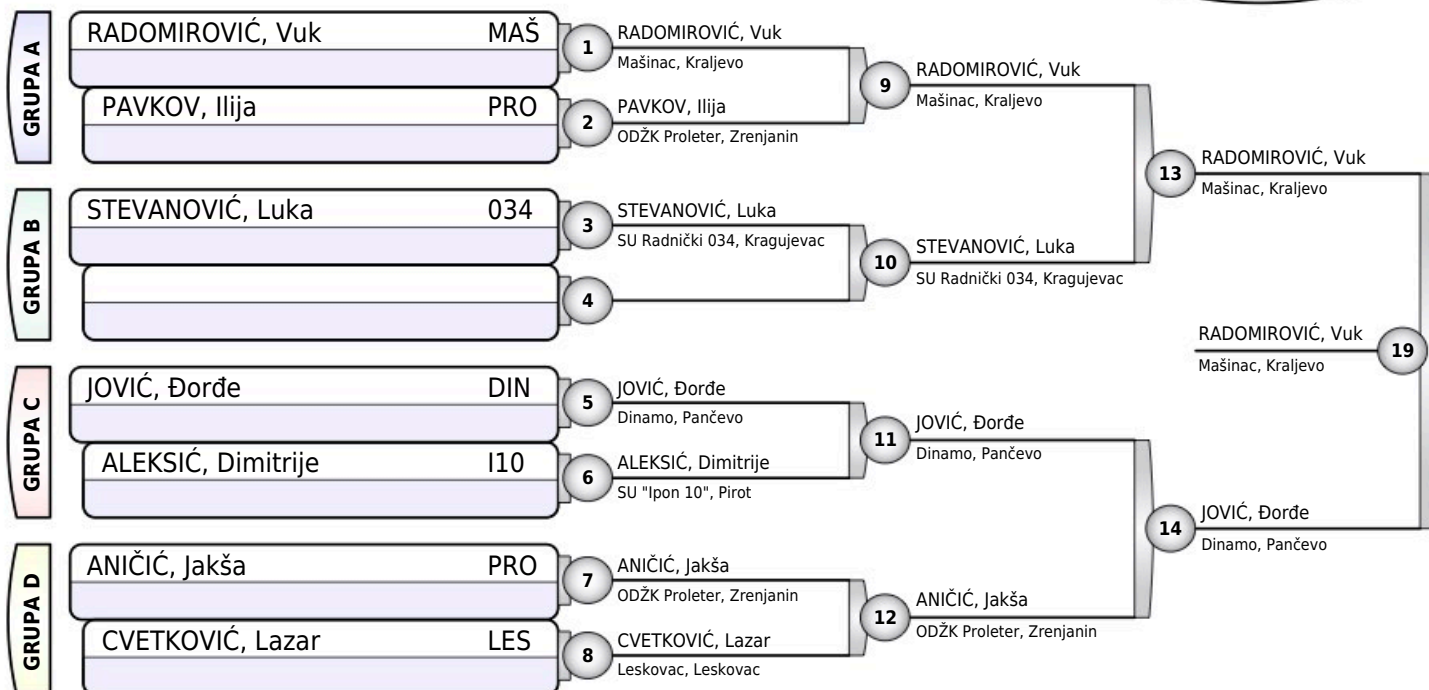 GRUPA A
RADOMIROVIĆ, Vuk MAŠ
PAVKOV, Ilija PRO
1
RADOMIROVIĆ, Vuk
Mašinac, Kraljevo
2
PAVKOV, Ilija
ODŽK Proleter, Zrenjanin
9
RADOMIROVIĆ, Vuk
Mašinac, Kraljevo
GRUPA B
STEVANOVIĆ, Luka 034
3
STEVANOVIĆ, Luka
SU Radnički 034, Kragujevac
4
10
STEVANOVIĆ, Luka
SU Radnički 034, Kragujevac
13
RADOMIROVIĆ, Vuk
Mašinac, Kraljevo
RADOMIROVIĆ, Vuk
Mašinac, Kraljevo
19
GRUPA C
JOVIĆ, Đorđe DIN
ALEKSIĆ, Dimitrije I10
5
JOVIĆ, Đorđe
Dinamo, Pančevo
6
ALEKSIĆ, Dimitrije
SU "Ipon 10", Pirot
11
JOVIĆ, Đorđe
Dinamo, Pančevo
GRUPA D
ANIČIĆ, Jakša PRO
CVETKOVIĆ, Lazar LES
7
ANIČIĆ, Jakša
ODŽK Proleter, Zrenjanin
8
CVETKOVIĆ, Lazar
Leskovac, Leskovac
12
ANIČIĆ, Jakša
ODŽK Proleter, Zrenjanin
14
JOVIĆ, Đorđe
Dinamo, Pančevo